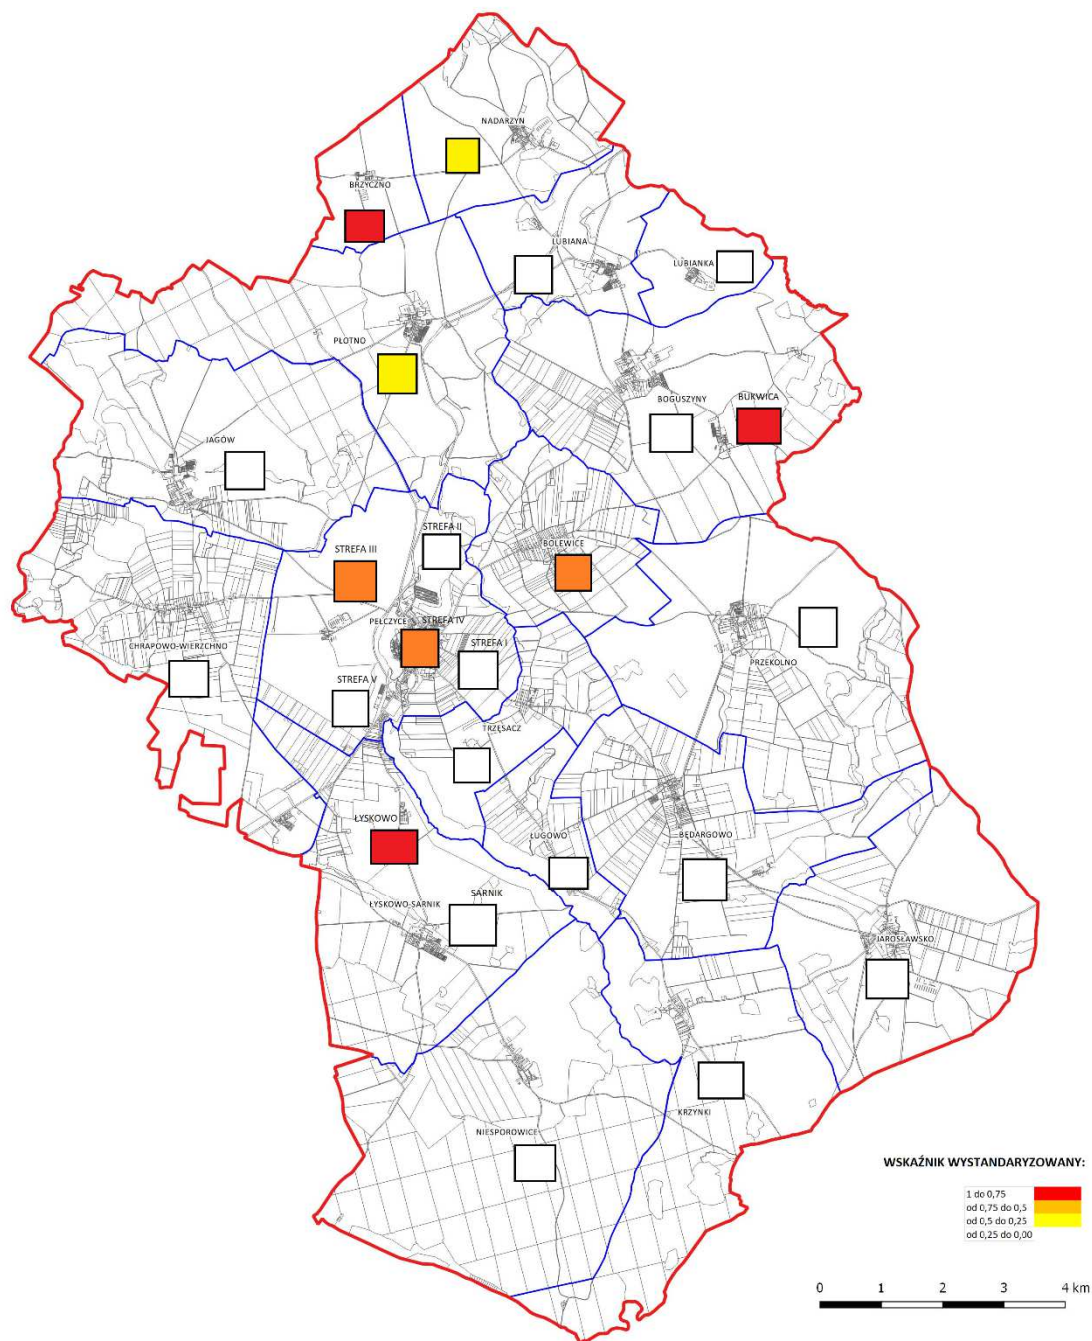 NADARZYN
BRZYCZNO
LUBIANA
LUBIANKA
PŁOTNO
BOGUSZYNY
BUKWICA
JAGÓW
STREFA II
STREFA III
BOLEWICE
PEŁCZYCE
STREFA IV
STREFA I
CHRAPOWO-WIERZCHNO
PRZEKOLNO
STREFA V
TRZĘSACZ
ŁYSKOWO
ŁUGOWO
BĘDARGOWO
SARNIK
ŁYSKOWO-SARNIK
JAROSŁAWSKO
KRZYNKI
NIESPOROWICE
WSKAŹNIK WYSTANDARYZOWANY:
1 do 0,75
od 0,75 do 0,5
od 0,5 do 0,25
od 0,25 do 0,00
0 1 2 3 4 km